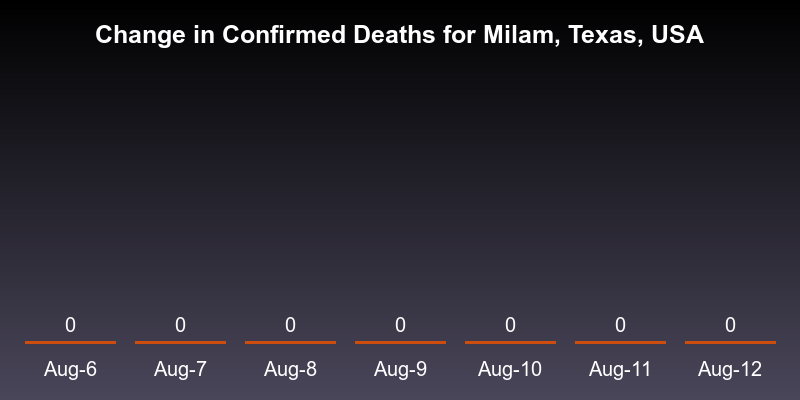 Change in Confirmed Deaths for Milam, Texas, USA
0 0 0 0 0 0 0
Aug-6 Aug-7 Aug-8 Aug-9 Aug-10 Aug-11 Aug-12